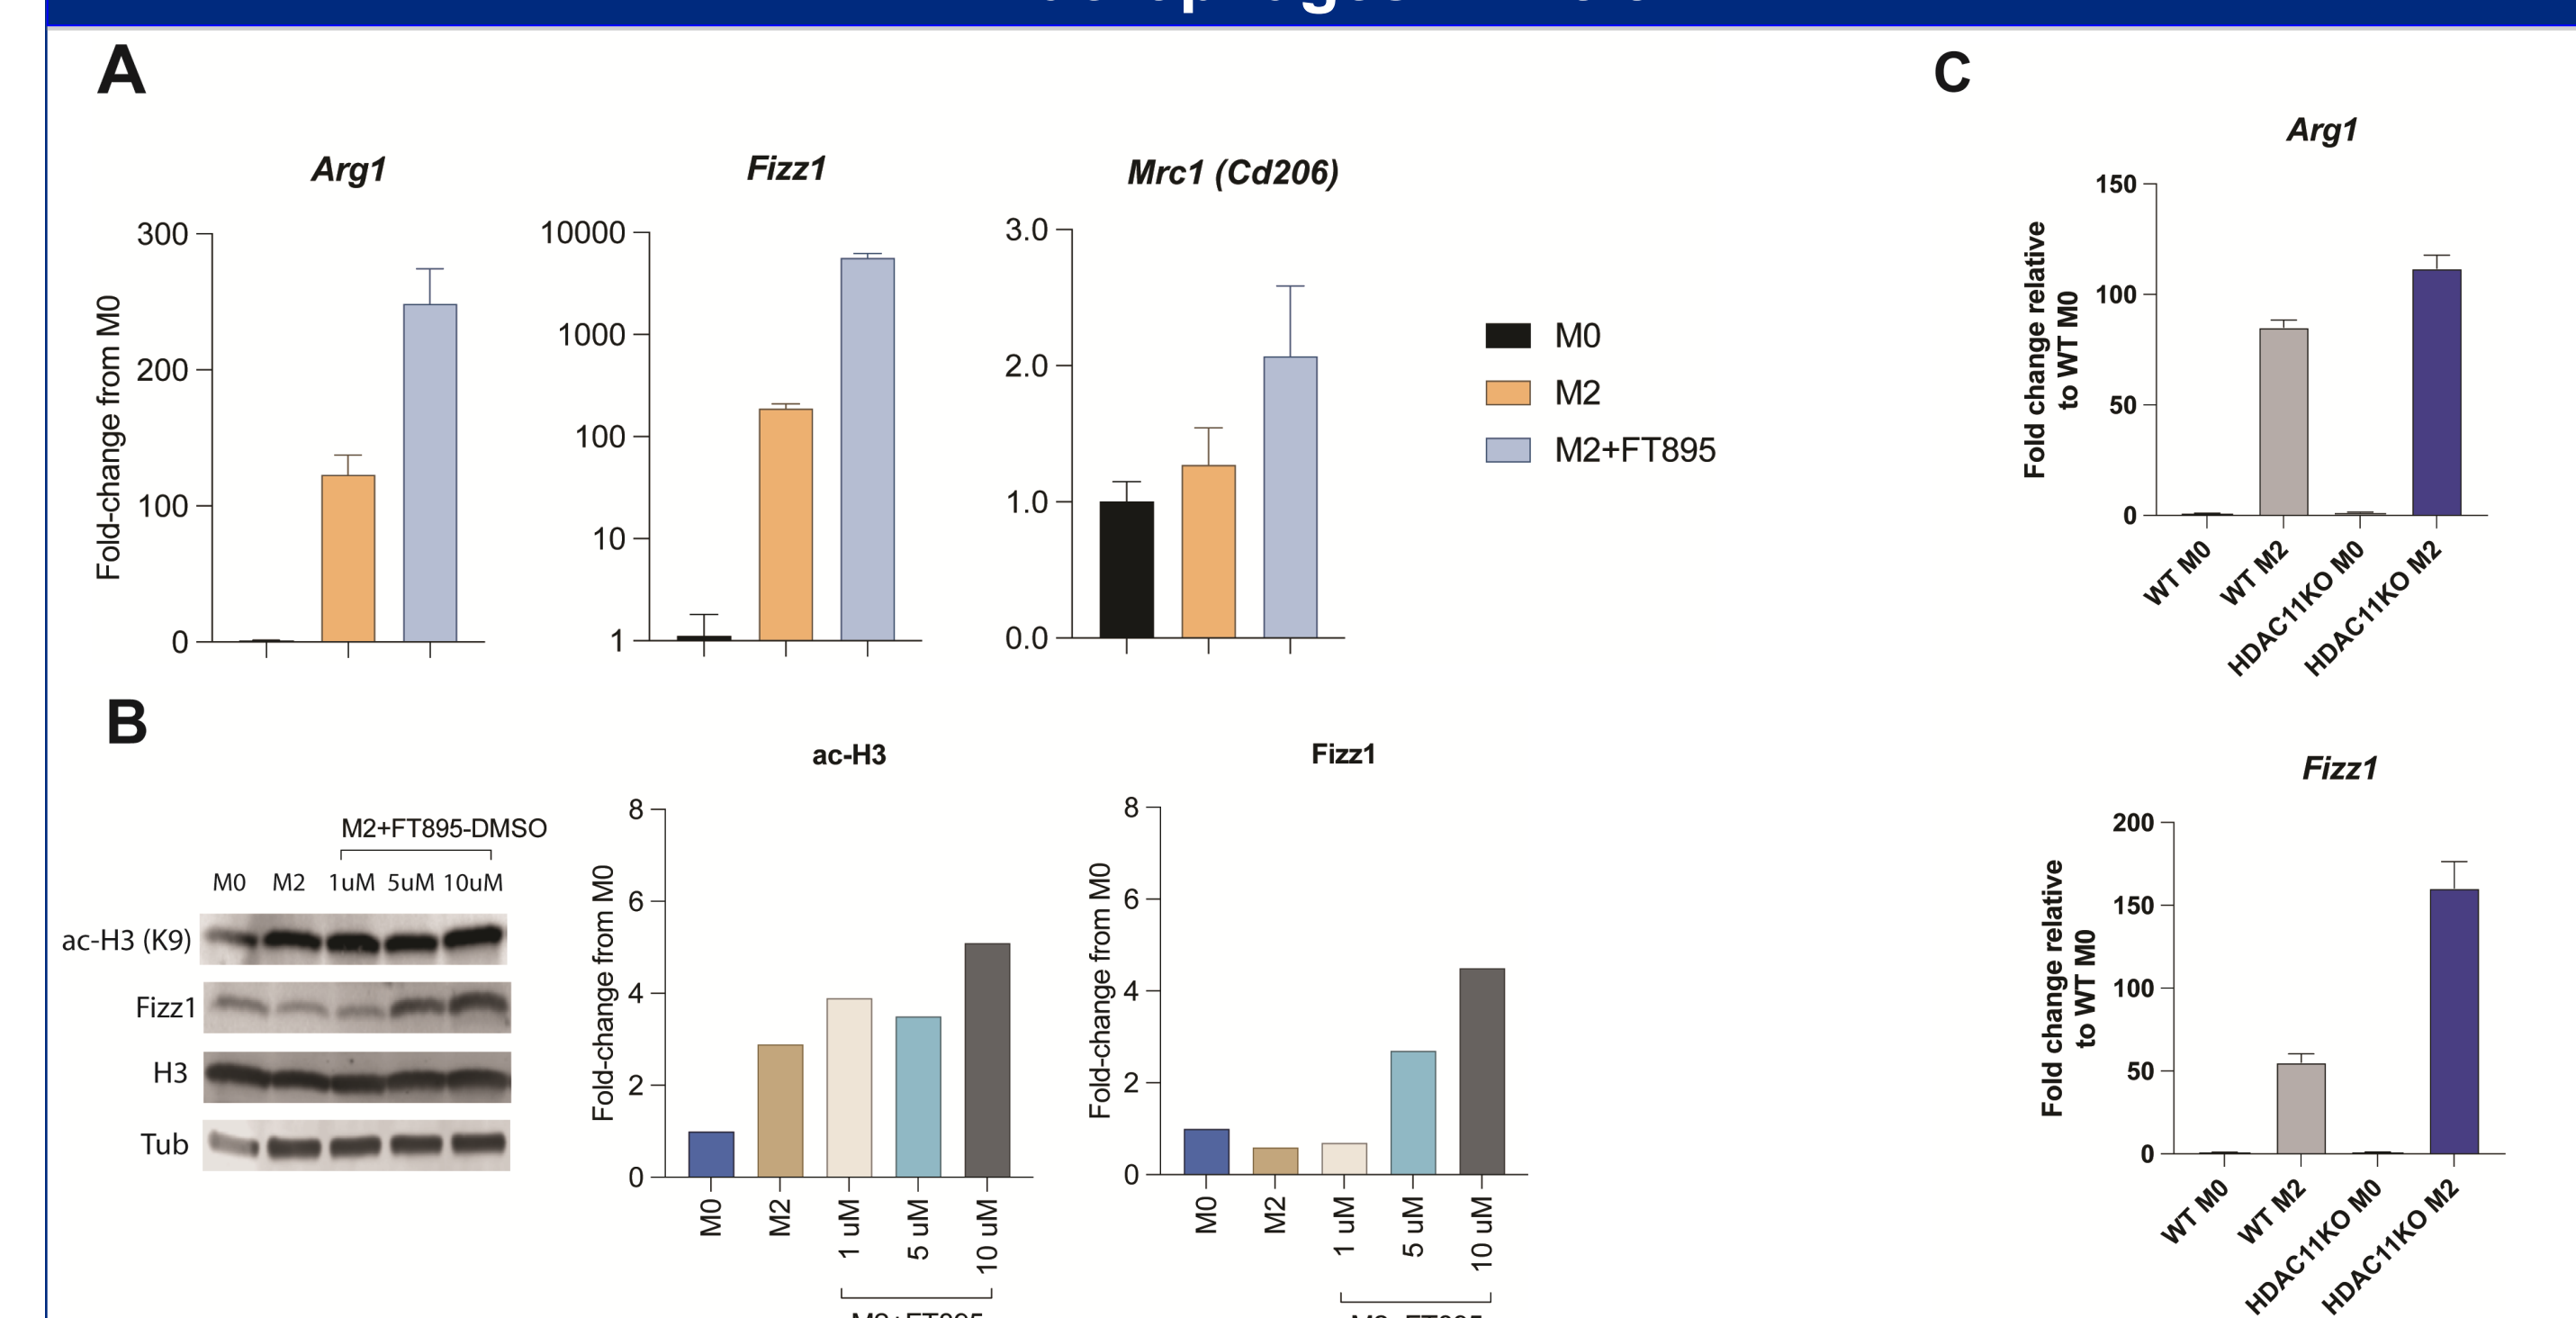 A
Arg1
Fold-change from M0
300
200
100
0
Fizz1
10000
1000
100
10
1
Mrc1 (Cd206)
3.0
2.0
1.0
0.0
M0
M2
M2+FT895
B
M2+FT895-DMSO
M0 M2 1uM 5uM 10uM
ac-H3 (K9)
Fizz1
H3
Tub
ac-H3
Fold-change from M0
8
6
4
2
0
M0
M2
1 uM
5 uM
10 uM
Fizz1
Fold-change from M0
8
6
4
2
0
M0
M2
1 uM
5 uM
10 uM
C
Arg1
Fold change relative
to WT M0
150
100
50
0
WT M0
WT M2
HDAC11KO M0
HDAC11KO M2
Fizz1
Fold change relative
to WT M0
200
150
100
50
0
WT M0
WT M2
HDAC11KO M0
HDAC11KO M2